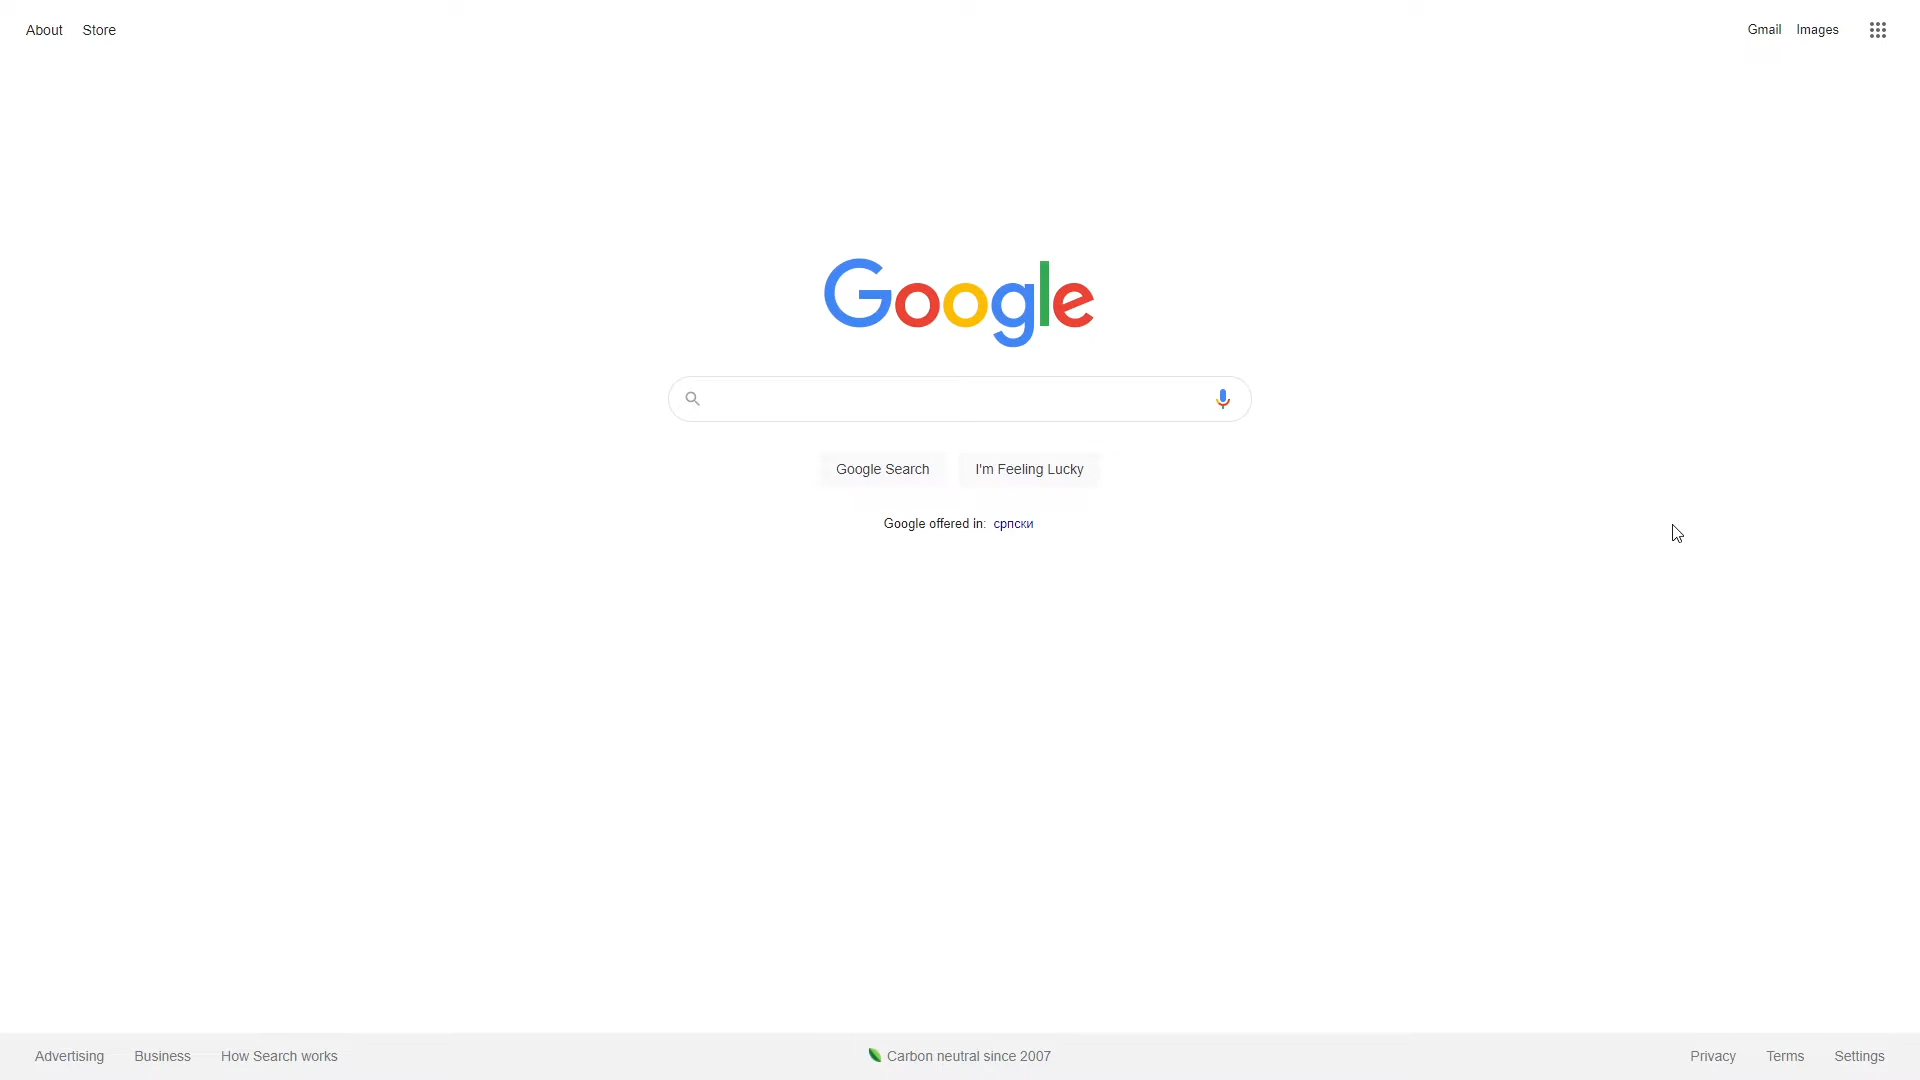 About Store
Gmail Images
Google
Google Search I'm Feeling Lucky
Google offered in: српски
Advertising Business How Search works
Carbon neutral since 2007
Privacy Terms Settings